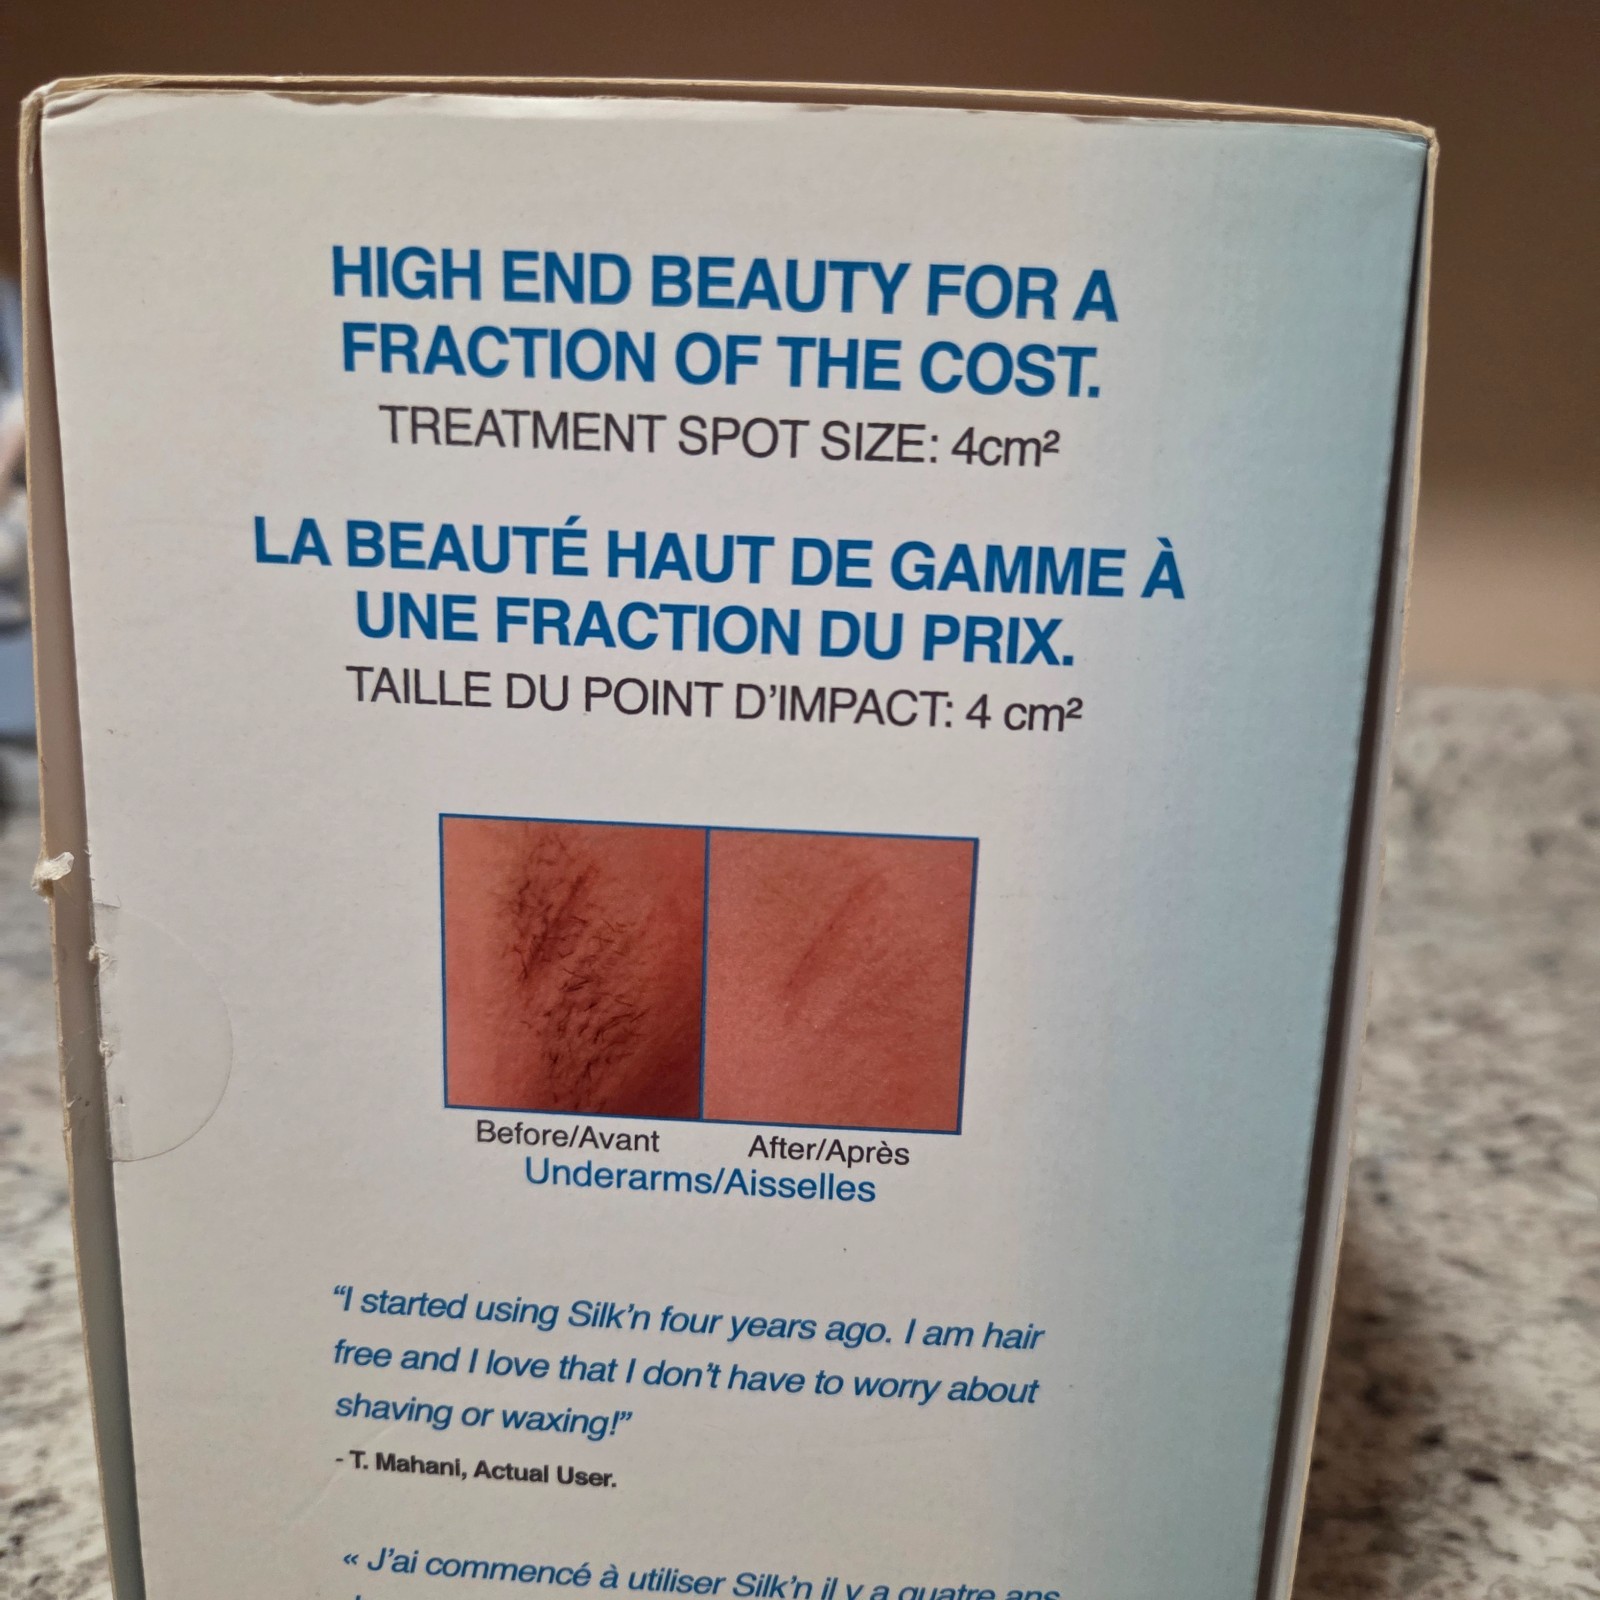 HIGH END BEAUTY FOR A
FRACTION OF THE COST.
TREATMENT SPOT SIZE: 4cm²
LA BEAUTÉ HAUT DE GAMME À
UNE FRACTION DU PRIX.
TAILLE DU POINT D'IMPACT: 4 cm²
Before/Avant After/Après
Underarms/Aisselles
“I started using Silk’n four years ago. I am hair
free and I love that I don’t have to worry about
shaving or waxing!”
- T. Mahani, Actual User.
« J’ai commencé à utiliser Silk’n il y a quatre ans